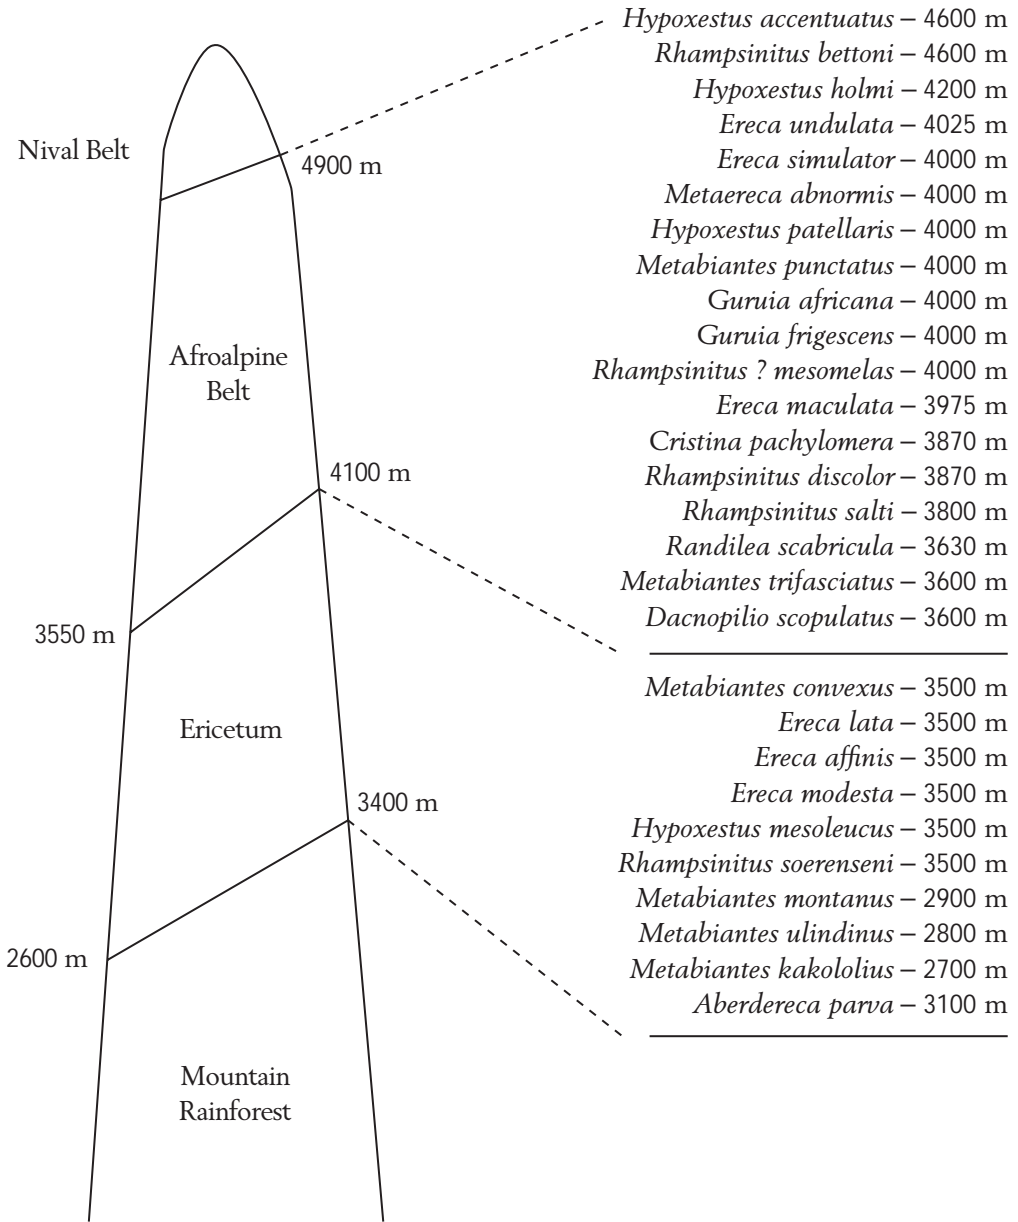 Hypoxestus accentuatus – 4600 m
Rhampsinitus bettoni – 4600 m
Hypoxestus holmi – 4200 m
Ereca undulata – 4025 m
Ereca simulator – 4000 m
Metaereca abnormis – 4000 m
Hypoxestus patellaris – 4000 m
Metabiantes punctatus – 4000 m
Guruia africana – 4000 m
Guruia frigescens – 4000 m
Rhampsinitus ? mesomelas – 4000 m
Ereca maculata – 3975 m
Cristina pachylomera – 3870 m
Rhampsinitus discolor – 3870 m
Rhampsinitus salti – 3800 m
Randilea scabricula – 3630 m
Metabiantes trifasciatus – 3600 m
Dacnopilio scopulatus – 3600 m
Metabiantes convexus – 3500 m
Ereca lata – 3500 m
Ereca affinis – 3500 m
Ereca modesta – 3500 m
Hypoxestus mesoleucus – 3500 m
Rhampsinitus soerenseni – 3500 m
Metabiantes montanus – 2900 m
Metabiantes ulindinus – 2800 m
Metabiantes kakololius – 2700 m
Aberdereca parva – 3100 m
Nival Belt
4900 m
Afroalpine
Belt
4100 m
3550 m
Ericetum
3400 m
2600 m
Mountain
Rainforest